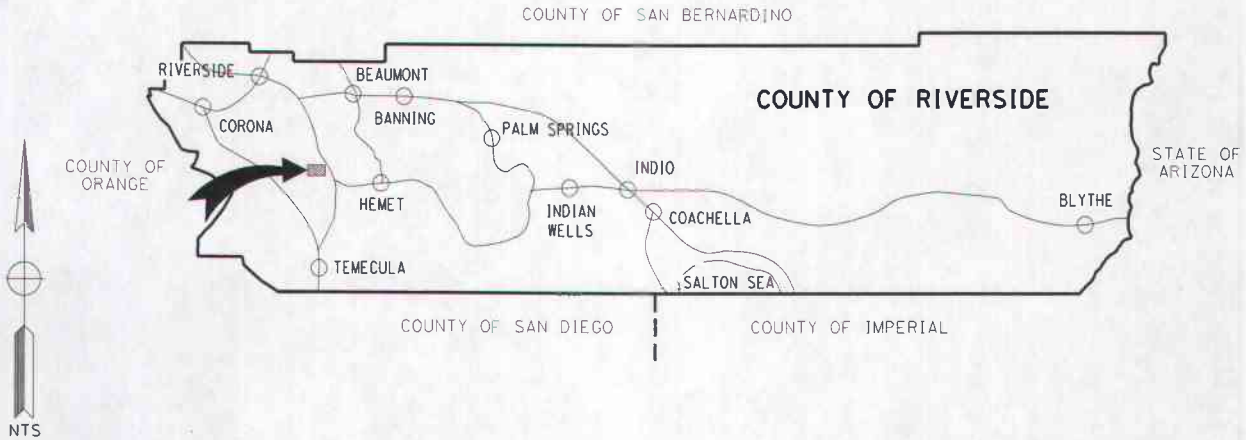 COUNTY OF SAN BERNARDINO
RIVERSIDE
BEAUMONT
COUNTY OF RIVERSIDE
CORONA
BANNING
PALM SPRINGS
COUNTY OF
ORANGE
INDIO
STATE OF
ARIZONA
HEMET
INDIAN
WELLS
COACHELLA
BLYTHE
TEMECULA
SALTON SEA
COUNTY OF SAN DIEGO
COUNTY OF IMPERIAL
NTS